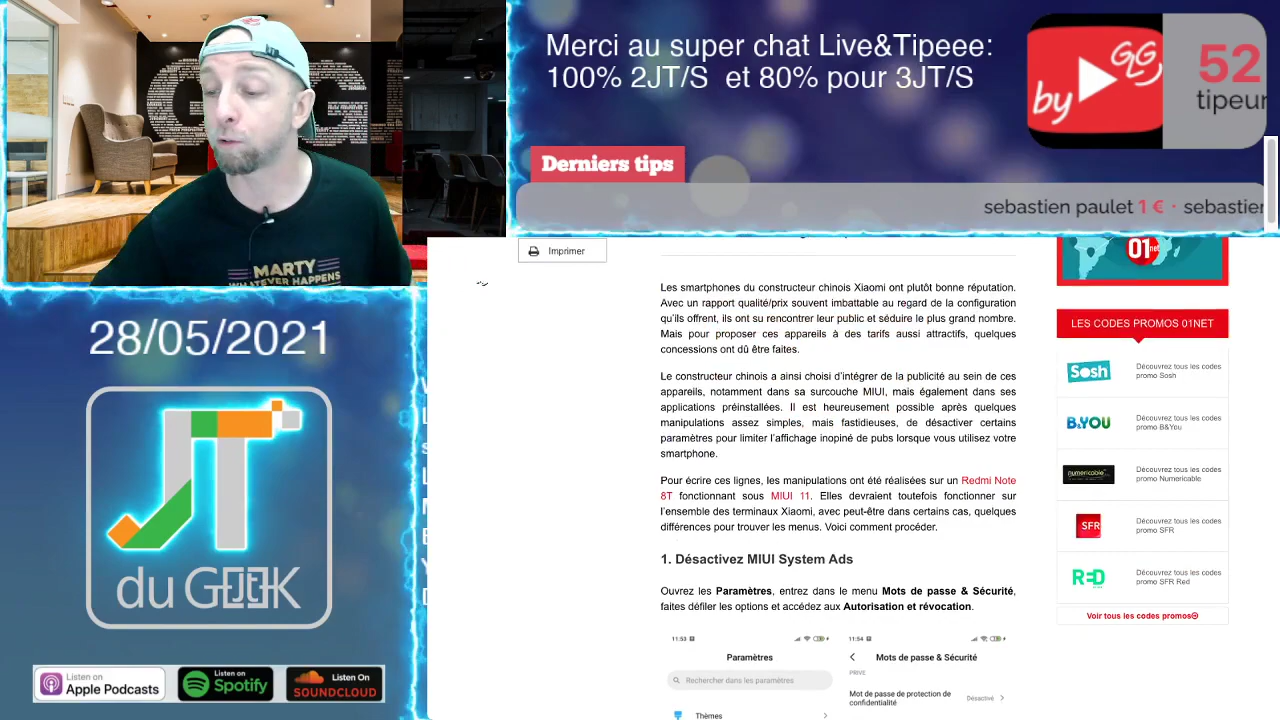 Merci au super chat Live&Tipeee:
100% 2JT/S et 80% pour 3JT/S
by GG
52
tipeur
Derniers tips
sebastien paulet 1 € · sebastier
MARTY
WHATEVER HAPPENS
28/05/2021
JT
du GEEK
Listen on
Apple Podcasts
Listen on
Spotify
Listen On
SOUNDCLOUD
Imprimer
Les smartphones du constructeur chinois Xiaomi ont plutôt bonne réputation.
Avec un rapport qualité/prix souvent imbattable au regard de la configuration
qu'ils offrent, ils ont su rencontrer leur public et séduire le plus grand nombre.
Mais pour proposer ces appareils à des tarifs aussi attractifs, quelques
concessions ont dû être faites.
Le constructeur chinois a ainsi choisi d'intégrer de la publicité au sein de ces
appareils, notamment dans sa surcouche MIUI, mais également dans ses
applications préinstallées. Il est heureusement possible après quelques
manipulations assez simples, mais fastidieuses, de désactiver certains
paramètres pour limiter l'affichage inopiné de pubs lorsque vous utilisez votre
smartphone.
Pour écrire ces lignes, les manipulations ont été réalisées sur un Redmi Note
8T fonctionnant sous MIUI 11. Elles devraient toutefois fonctionner sur
l'ensemble des terminaux Xiaomi, avec peut-être dans certains cas, quelques
différences pour trouver les menus. Voici comment procéder.
1. Désactivez MIUI System Ads
Ouvrez les Paramètres, entrez dans le menu Mots de passe & Sécurité,
faites défiler les options et accédez aux Autorisation et révocation.
11:53
Paramètres
Rechercher dans les paramètres
Thèmes
11:54
Mots de passe & Sécurité
PRIVÉ
Mot de passe de protection de
confidentialité
Désactivé
01net
LES CODES PROMOS 01NET
Sosh
Découvrez tous les codes
promo Sosh
B&YOU
Découvrez tous les codes
promo B&You
numericable
Découvrez tous les codes
promo Numericable
SFR
Découvrez tous les codes
promo SFR
RED
Découvrez tous les codes
promo SFR Red
Voir tous les codes promos